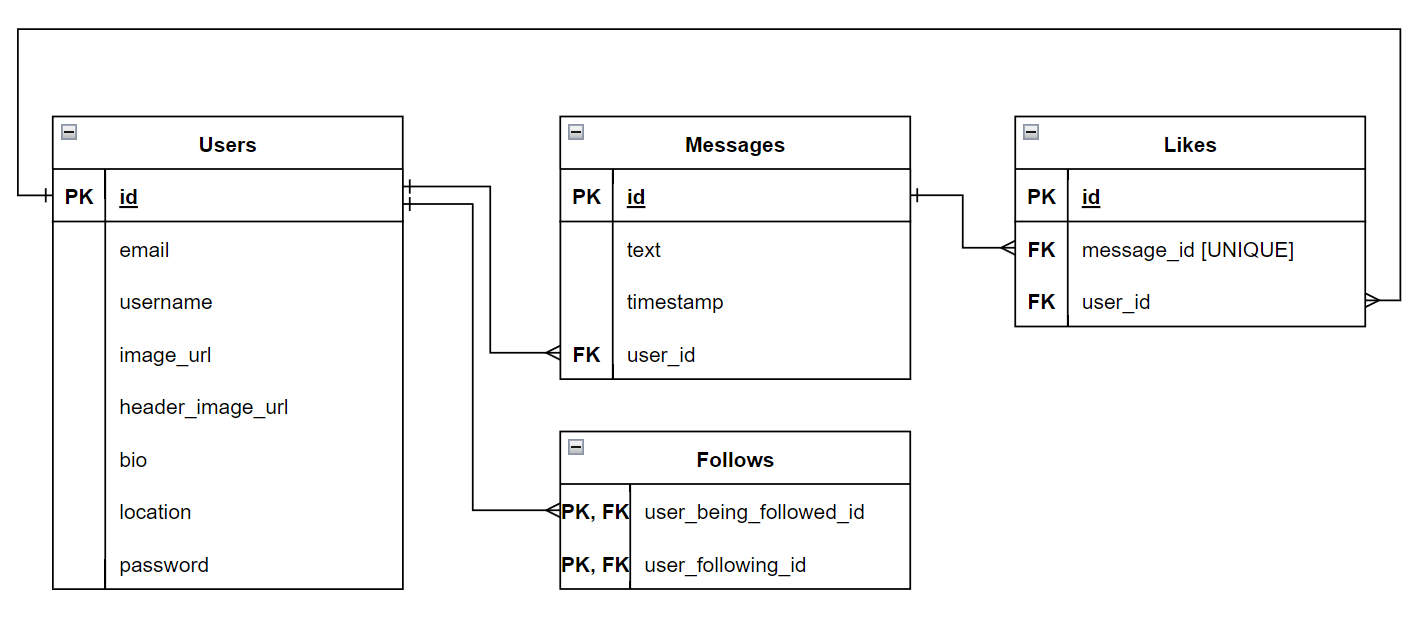 Users
PK id
email
username
image_url
header_image_url
bio
location
password
Messages
PK id
text
timestamp
FK user_id
Likes
PK id
FK message_id [UNIQUE]
FK user_id
Follows
PK, FK user_being_followed_id
PK, FK user_following_id